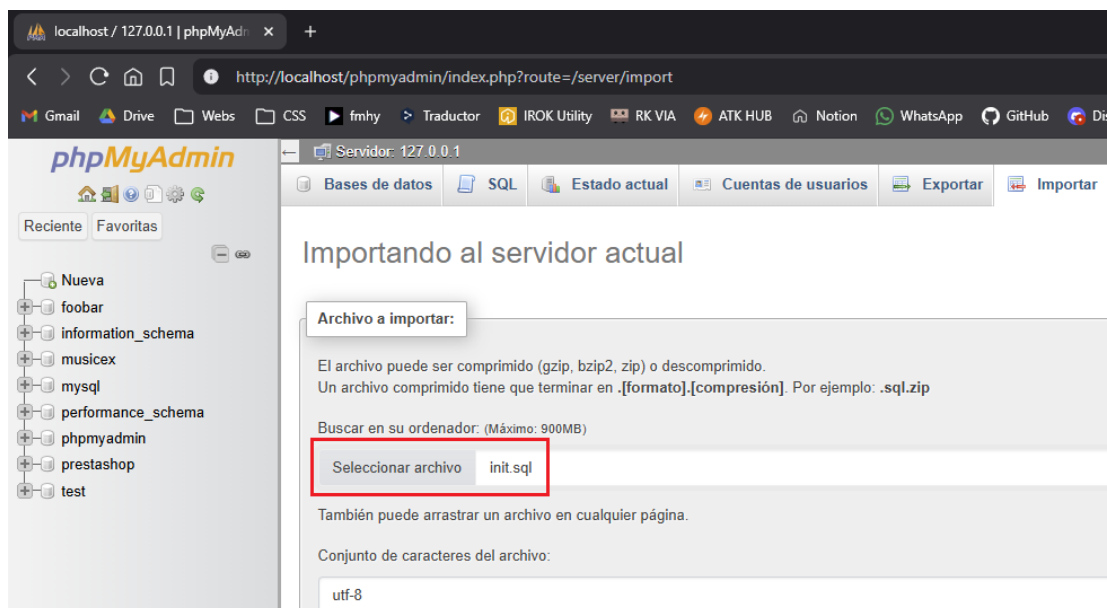 localhost / 127.0.0.1 | phpMyAdn
http://localhost/phpmyadmin/index.php?route=/server/import
Gmail Drive Webs CSS fmhy Traductor IROK Utility RK VIA ATK HUB Notion WhatsApp GitHub Dis
phpMyAdmin
Servidor: 127.0.0.1
Bases de datos SQL Estado actual Cuentas de usuarios Exportar Importar
Reciente Favoritas
Nueva
foobar
information_schema
musicex
mysql
performance_schema
phpmyadmin
prestashop
test
Importando al servidor actual
Archivo a importar:
El archivo puede ser comprimido (gzip, bzip2, zip) o descomprimido.
Un archivo comprimido tiene que terminar en .[formato].[compresión]. Por ejemplo: .sql.zip
Buscar en su ordenador: (Máximo: 900MB)
Seleccionar archivo init.sql
También puede arrastrar un archivo en cualquier página.
Conjunto de caracteres del archivo:
utf-8